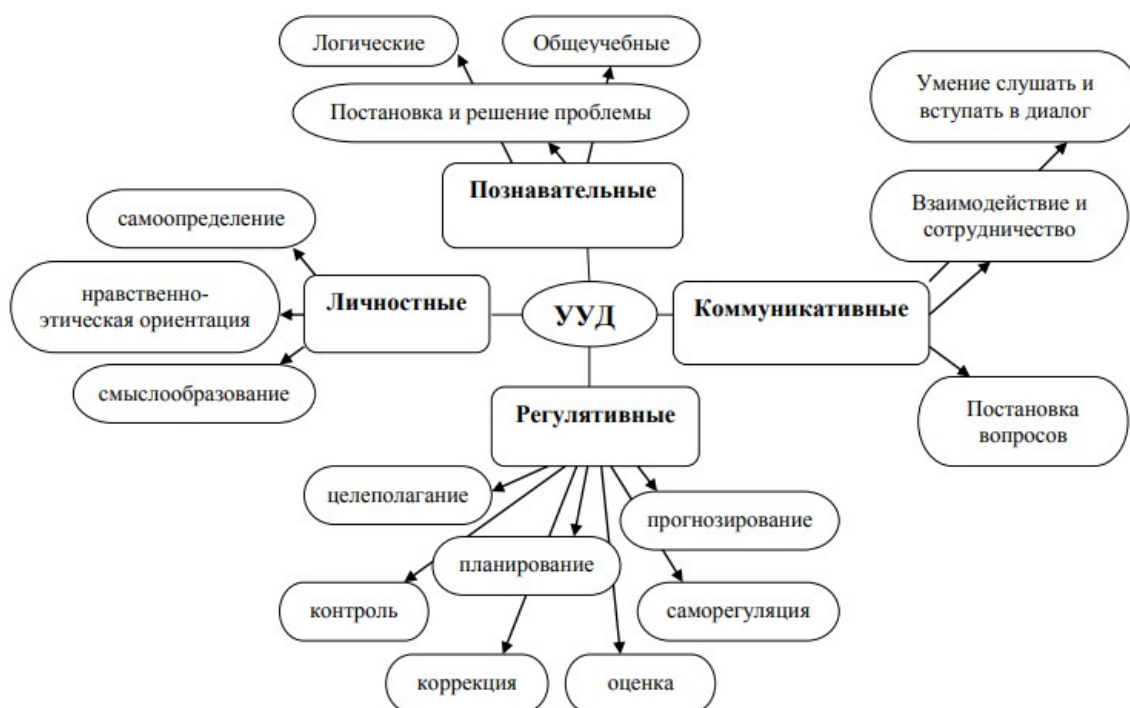 Логические
Общеучебные
Постановка и решение проблемы
Умение слушать и
вступать в диалог
Познавательные
Взаимодействие и
сотрудничество
самоопределение
нравственно-
этическая ориентация
Личностные
УУД
Коммуникативные
смыслообразование
Регулятивные
Постановка
вопросов
целеполагание
прогнозирование
планирование
контроль
саморегуляция
коррекция
оценка